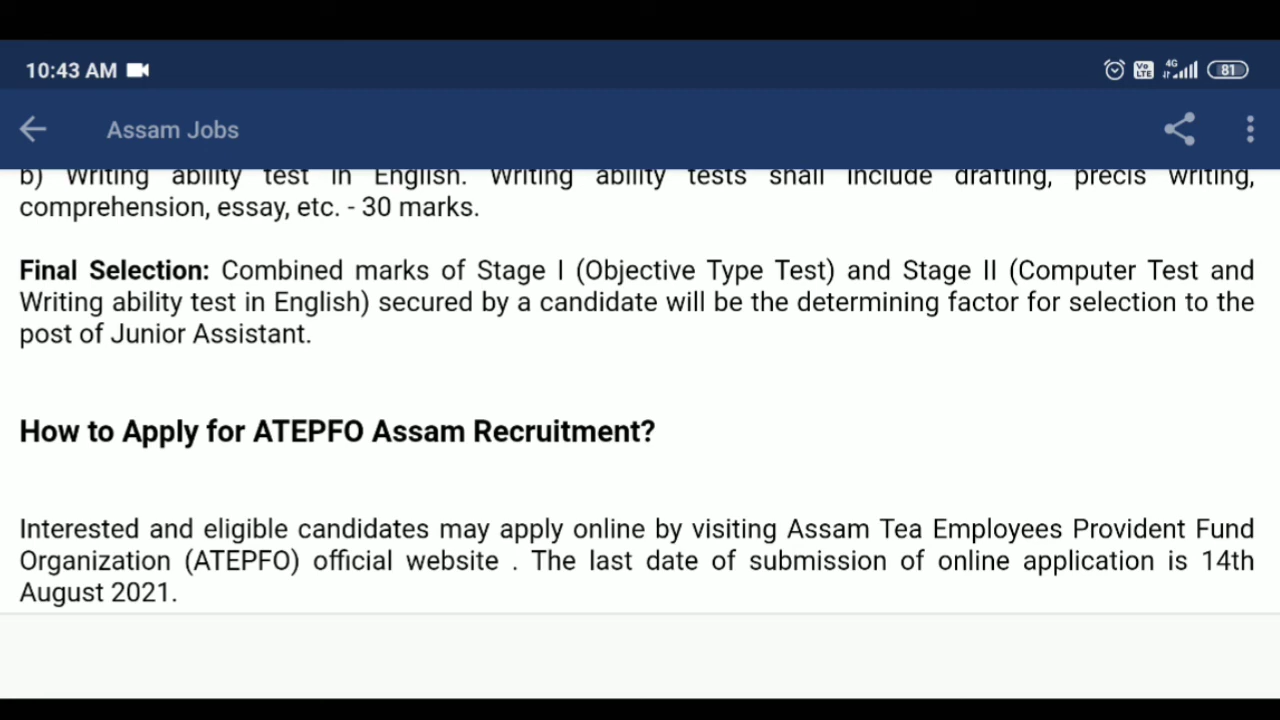 10:43 AM
4G
Vo LTE
81
Assam Jobs
b) Writing ability test in English. Writing ability tests shall include drafting, precis writing,
comprehension, essay, etc. - 30 marks.
Final Selection: Combined marks of Stage I (Objective Type Test) and Stage II (Computer Test and
Writing ability test in English) secured by a candidate will be the determining factor for selection to the
post of Junior Assistant.
How to Apply for ATEPFO Assam Recruitment?
Interested and eligible candidates may apply online by visiting Assam Tea Employees Provident Fund
Organization (ATEPFO) official website . The last date of submission of online application is 14th
August 2021.